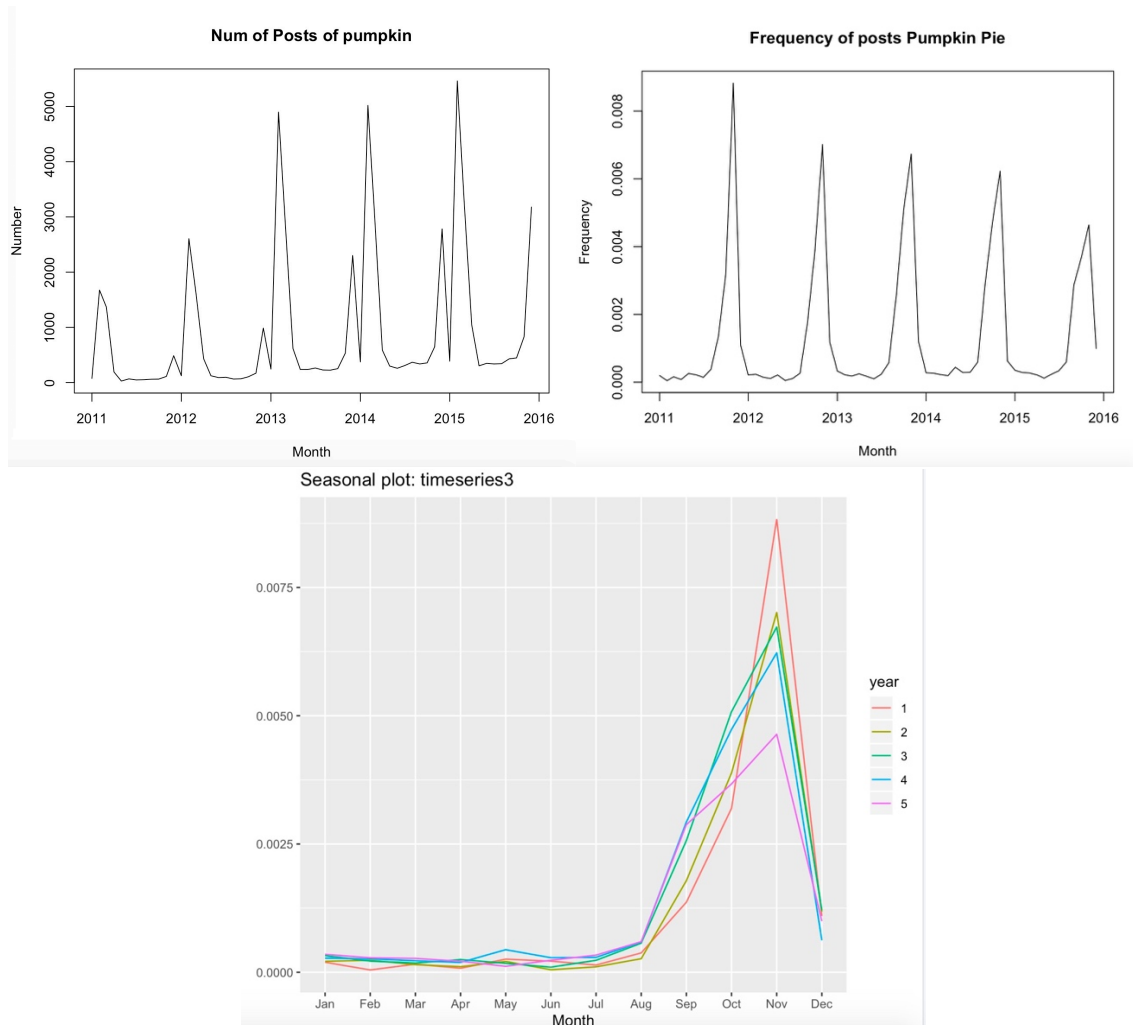 Num of Posts of pumpkin
Number
5000
4000
3000
2000
1000
0
2011 2012 2013 2014 2015 2016
Month
Frequency of posts Pumpkin Pie
Frequency
0.008
0.006
0.004
0.002
0.000
2011 2012 2013 2014 2015 2016
Month
Seasonal plot: timeseries3
0.0075
0.0050
0.0025
0.0000
Jan Feb Mar Apr May Jun Jul Aug Sep Oct Nov Dec
Month
year
1
2
3
4
5